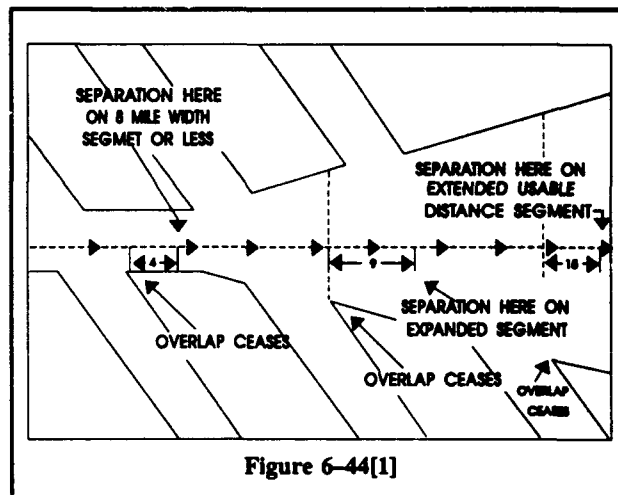 SEPARATION HERE
ON 8 MILE WIDTH
SEGMET OR LESS
SEPARATION HERE ON
EXTENDED USABLE
DISTANCE SEGMENT
4
9
15
SEPARATION HERE ON
EXPANDED SEGMENT
OVERLAP CEASES
OVERLAP CEASES
OVERLAP
CEASES
Figure 6–44[1]